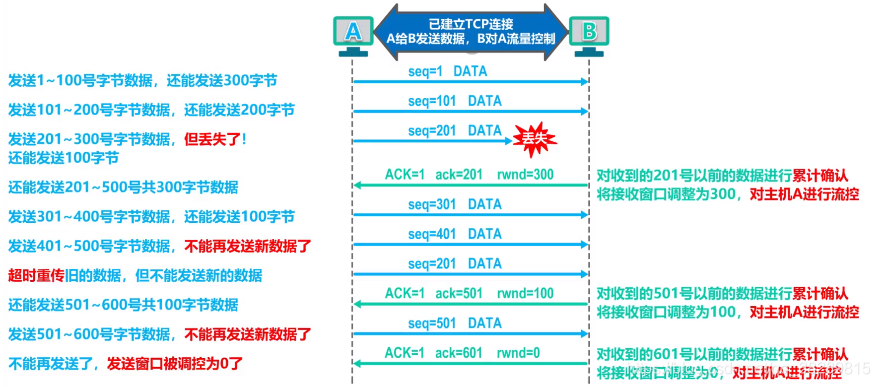 已建立TCP连接
A给B发送数据，B对A流量控制
A
B
发送1~100号字节数据，还能发送300字节
seq=1 DATA
发送101~200号字节数据，还能发送200字节
seq=101 DATA
发送201~300号字节数据，但丢失了！
还能发送100字节
seq=201 DATA
丢失
还能发送201~500号共300字节数据
ACK=1 ack=201 rwnd=300
对收到的201号以前的数据进行累计确认
将接收窗口调整为300，对主机A进行流控
发送301~400号字节数据，还能发送100字节
seq=301 DATA
发送401~500号字节数据，不能再发送新数据了
seq=401 DATA
超时重传旧的数据，但不能发送新的数据
seq=201 DATA
还能发送501~600号共100字节数据
ACK=1 ack=501 rwnd=100
对收到的501号以前的数据进行累计确认
将接收窗口调整为100，对主机A进行流控
发送501~600号字节数据，不能再发送新数据了
seq=501 DATA
不能再发送了，发送窗口被调控为0了
ACK=1 ack=601 rwnd=0
对收到的601号以前的数据进行累计确认
将接收窗口调整为0，对主机A进行流控